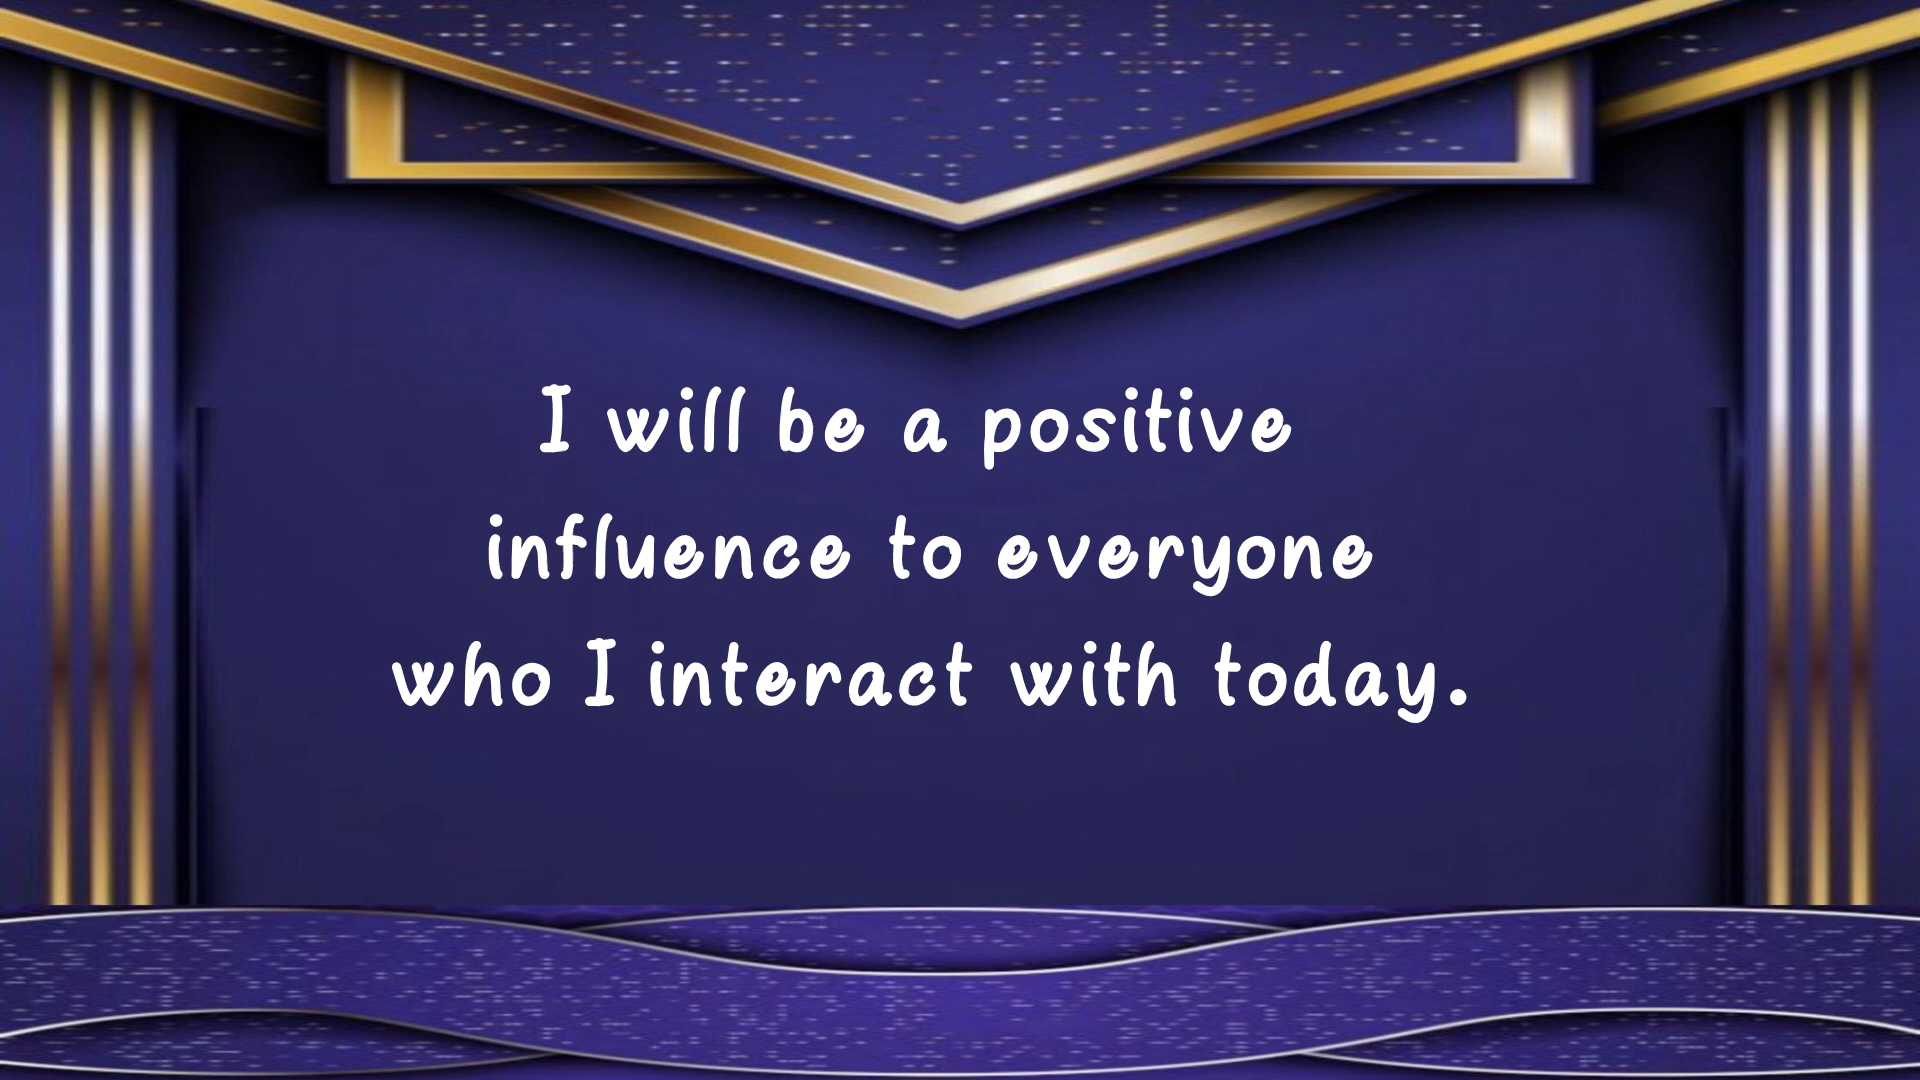 I will be a positive
influence to everyone
who I interact with today.